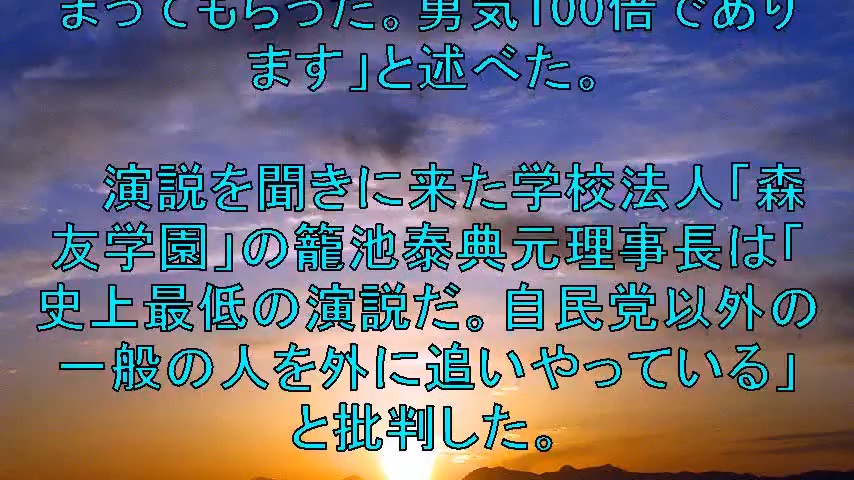 まってもらった。勇気100倍であり
ます」と述べた。
演説を聞きに来た学校法人「森
友学園」の籠池泰典元理事長は「
史上最低の演説だ。自民党以外の
一般の人を外に追いやっている」
と批判した。